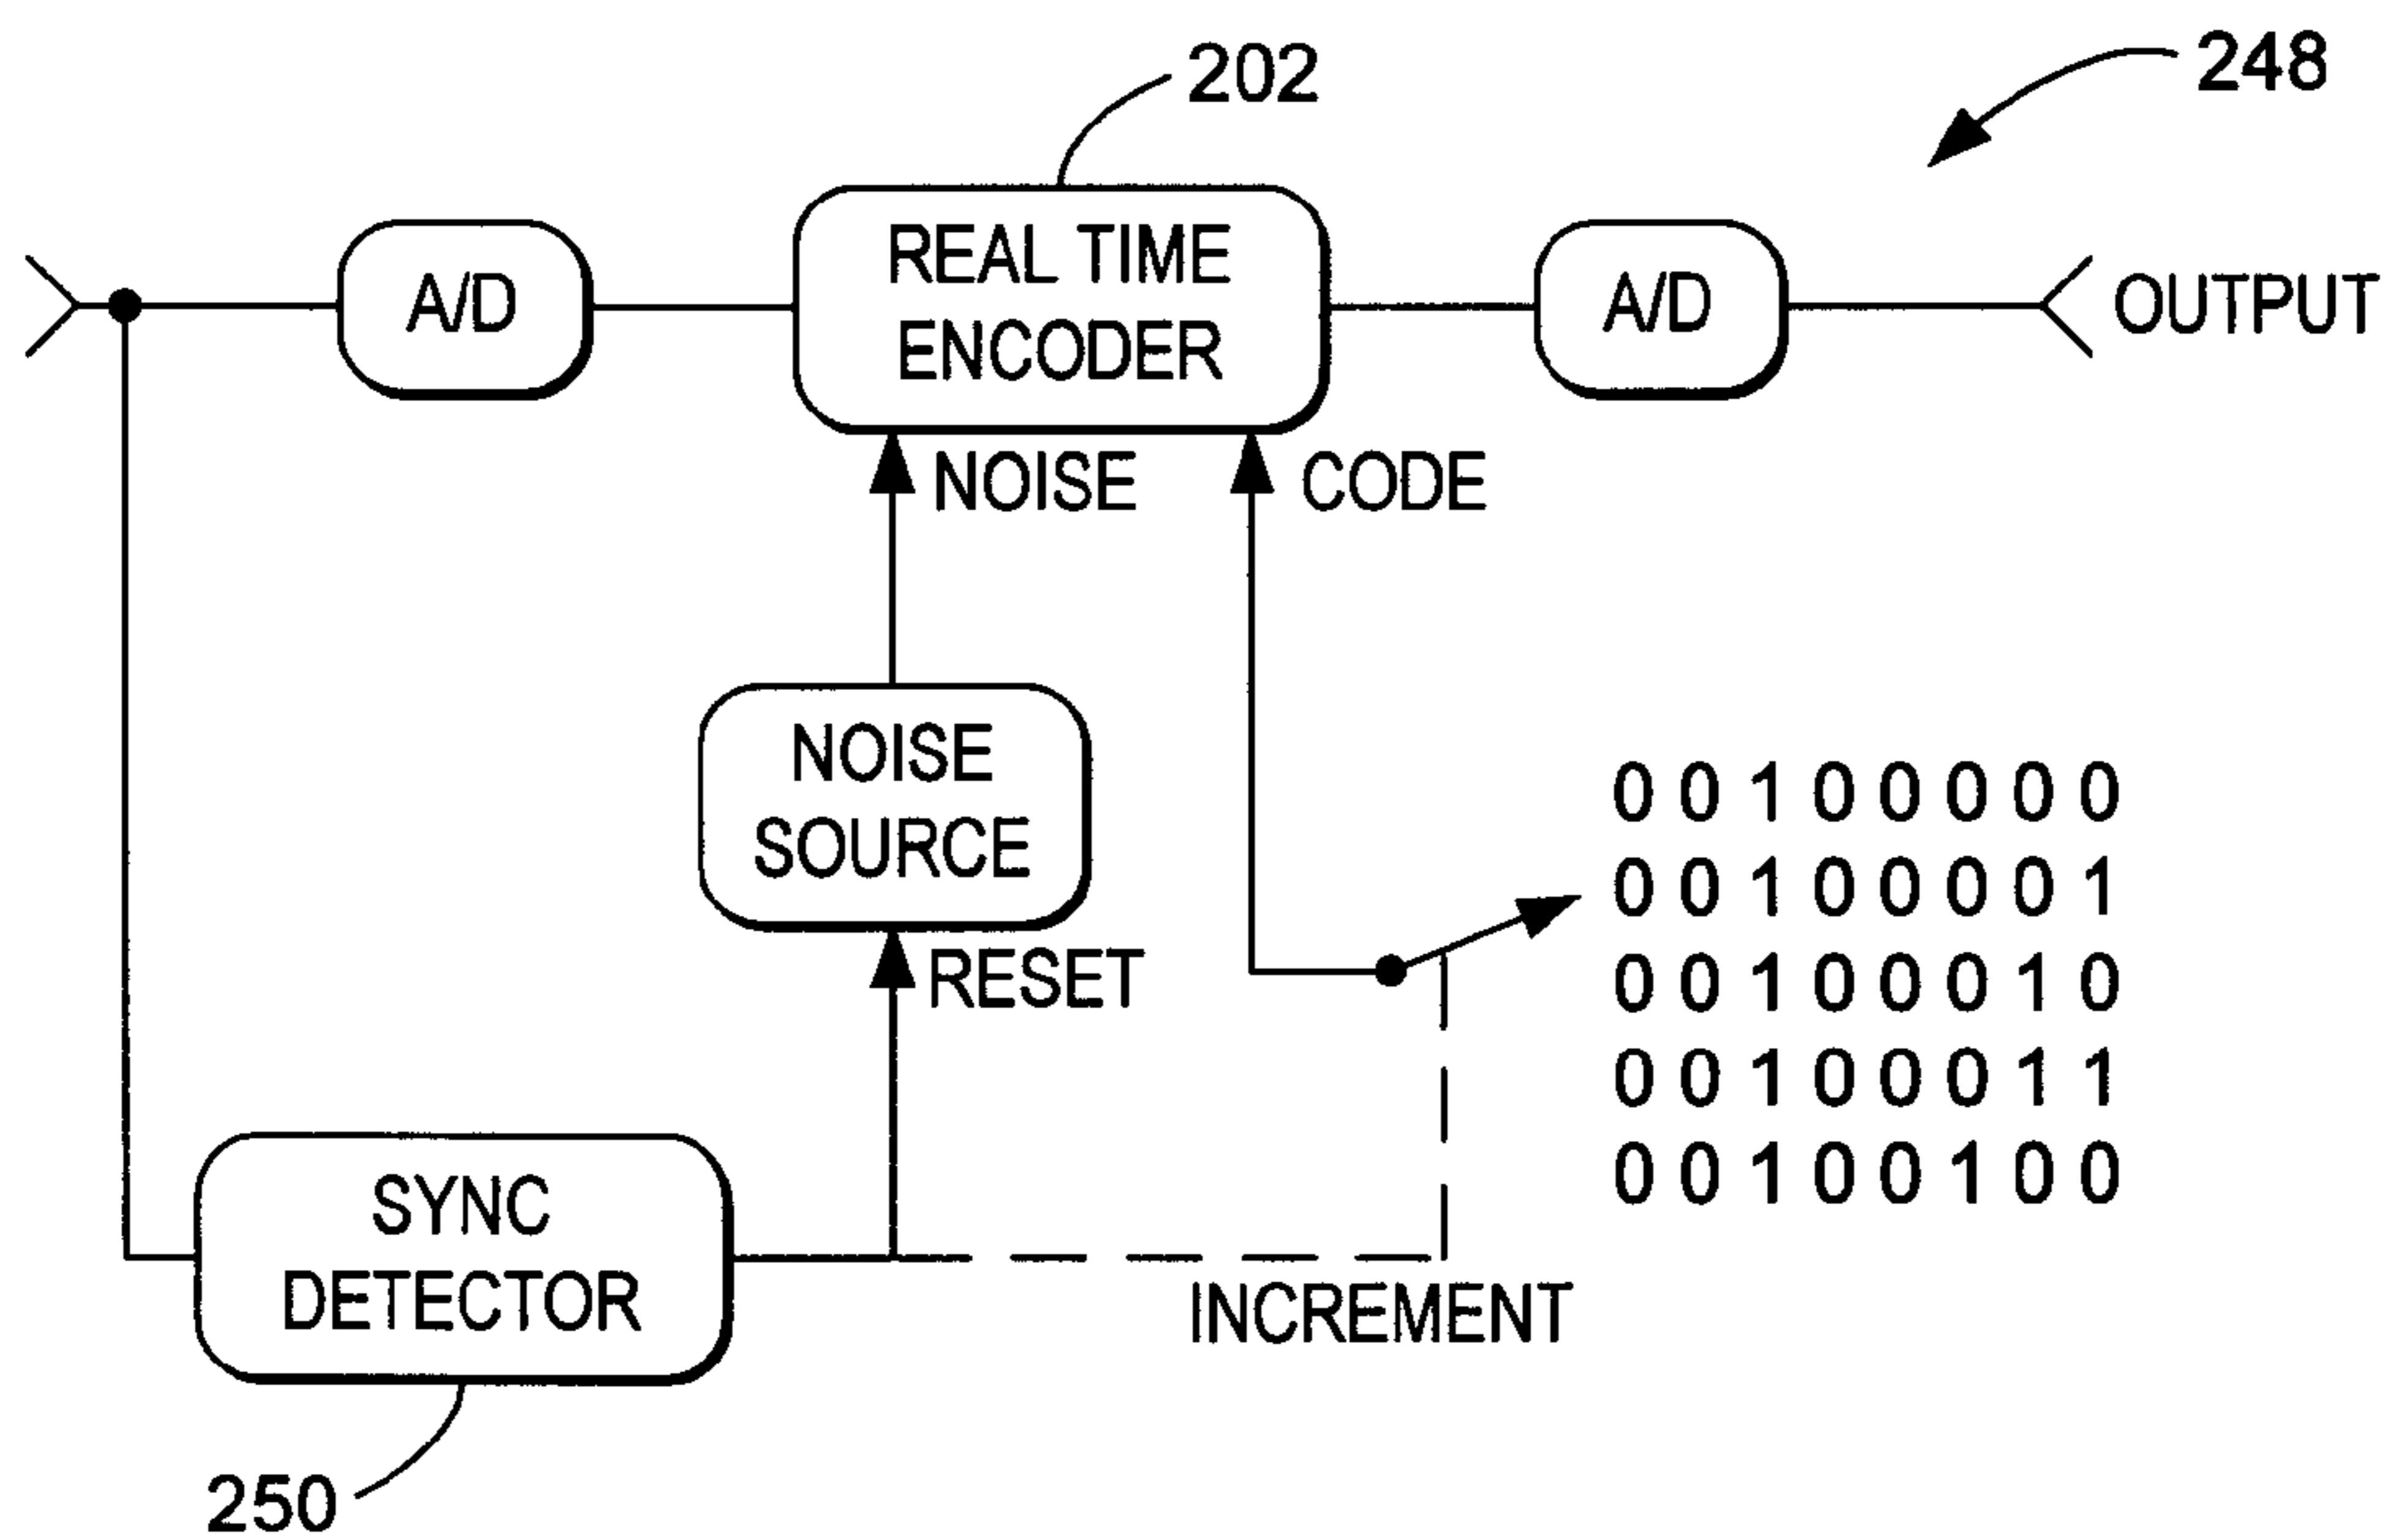 202
248
A/D
REAL TIME
ENCODER
A/D
OUTPUT
NOISE
CODE
NOISE
SOURCE
RESET
0 0 1 0 0 0 0 0
0 0 1 0 0 0 0 1
0 0 1 0 0 0 1 0
0 0 1 0 0 0 1 1
0 0 1 0 0 1 0 0
SYNC
DETECTOR
INCREMENT
250